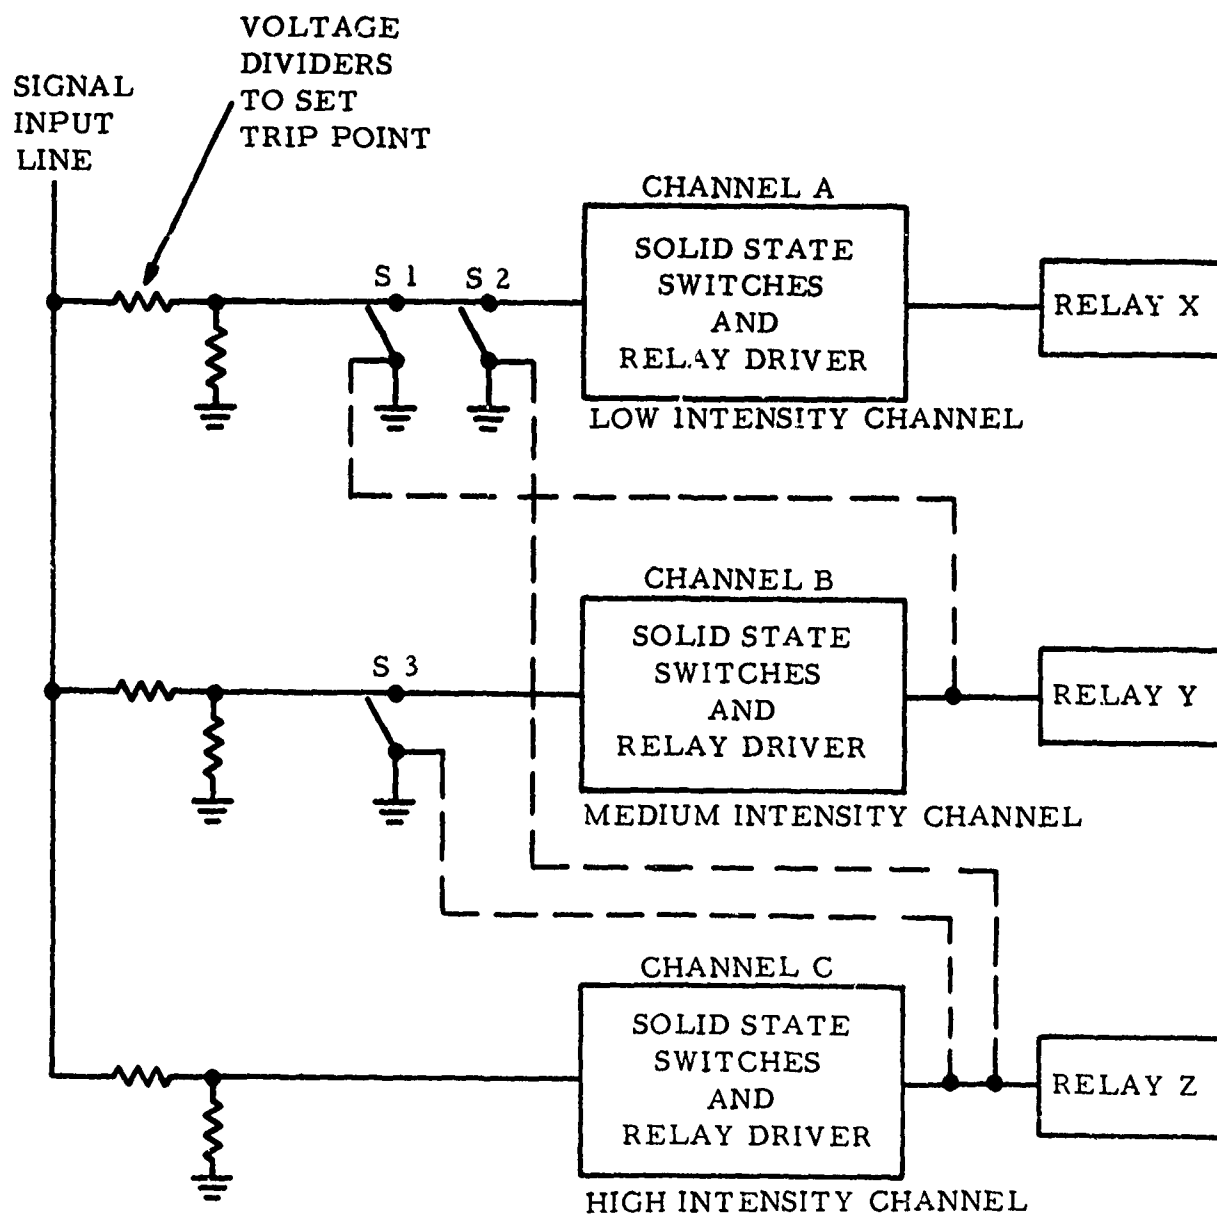 VOLTAGE
DIVIDERS
TO SET
TRIP POINT
SIGNAL
INPUT
LINE
CHANNEL A
S 1
S 2
SOLID STATE
SWITCHES
AND
RELAY DRIVER
RELAY X
LOW INTENSITY CHANNEL
CHANNEL B
S 3
SOLID STATE
SWITCHES
AND
RELAY DRIVER
RELAY Y
MEDIUM INTENSITY CHANNEL
CHANNEL C
SOLID STATE
SWITCHES
AND
RELAY DRIVER
RELAY Z
HIGH INTENSITY CHANNEL